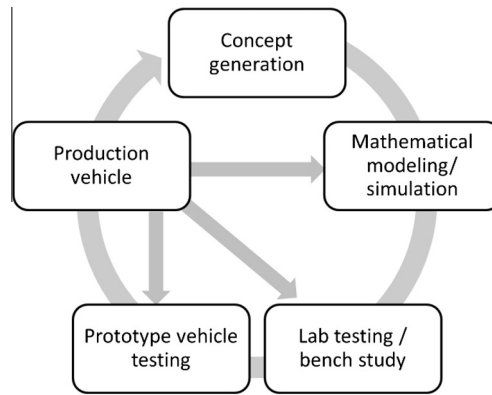 Concept
generation
Production
vehicle
Mathematical
modeling/
simulation
Prototype vehicle
testing
Lab testing /
bench study